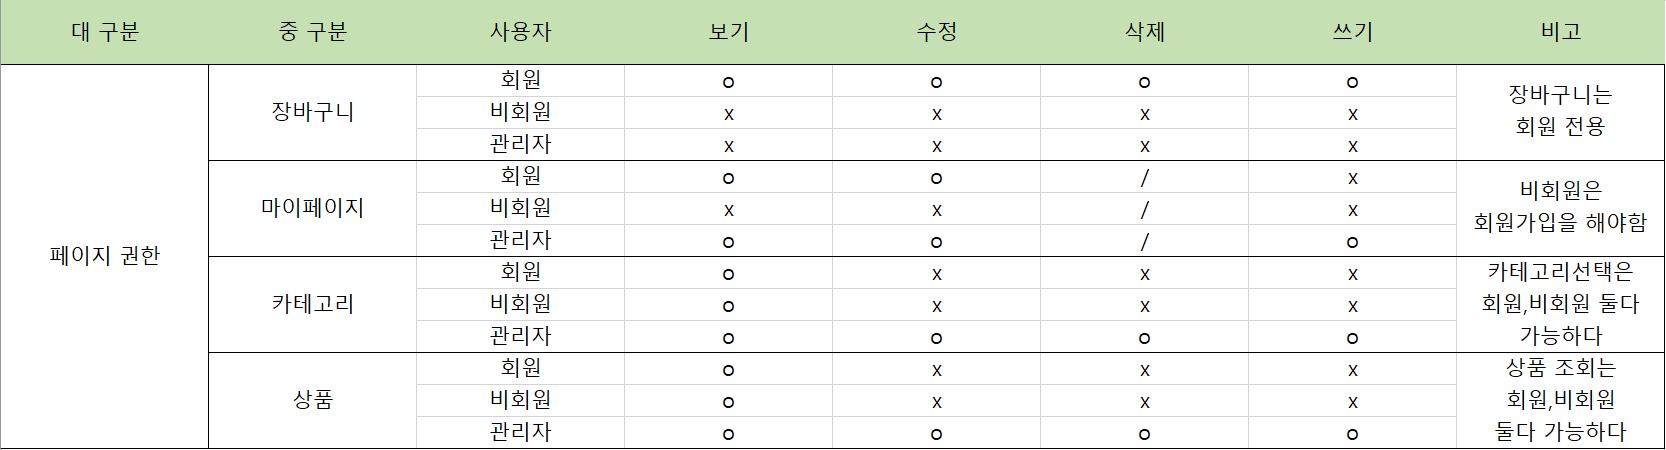 대 구분 중 구분 사용자 보기 수정 삭제 쓰기 비고
페이지 권한
장바구니
회원 o o o o
비회원 x x x x
관리자 x x x x
장바구니는
회원 전용
마이페이지
회원 o o / x
비회원 x x / x
관리자 o o / o
비회원은
회원가입을 해야함
카테고리
회원 o x x x
비회원 o x x x
관리자 o o o o
카테고리선택은
회원,비회원 둘다
가능하다
상품
회원 o x x x
비회원 o x x x
관리자 o o o o
상품 조회는
회원,비회원
둘다 가능하다